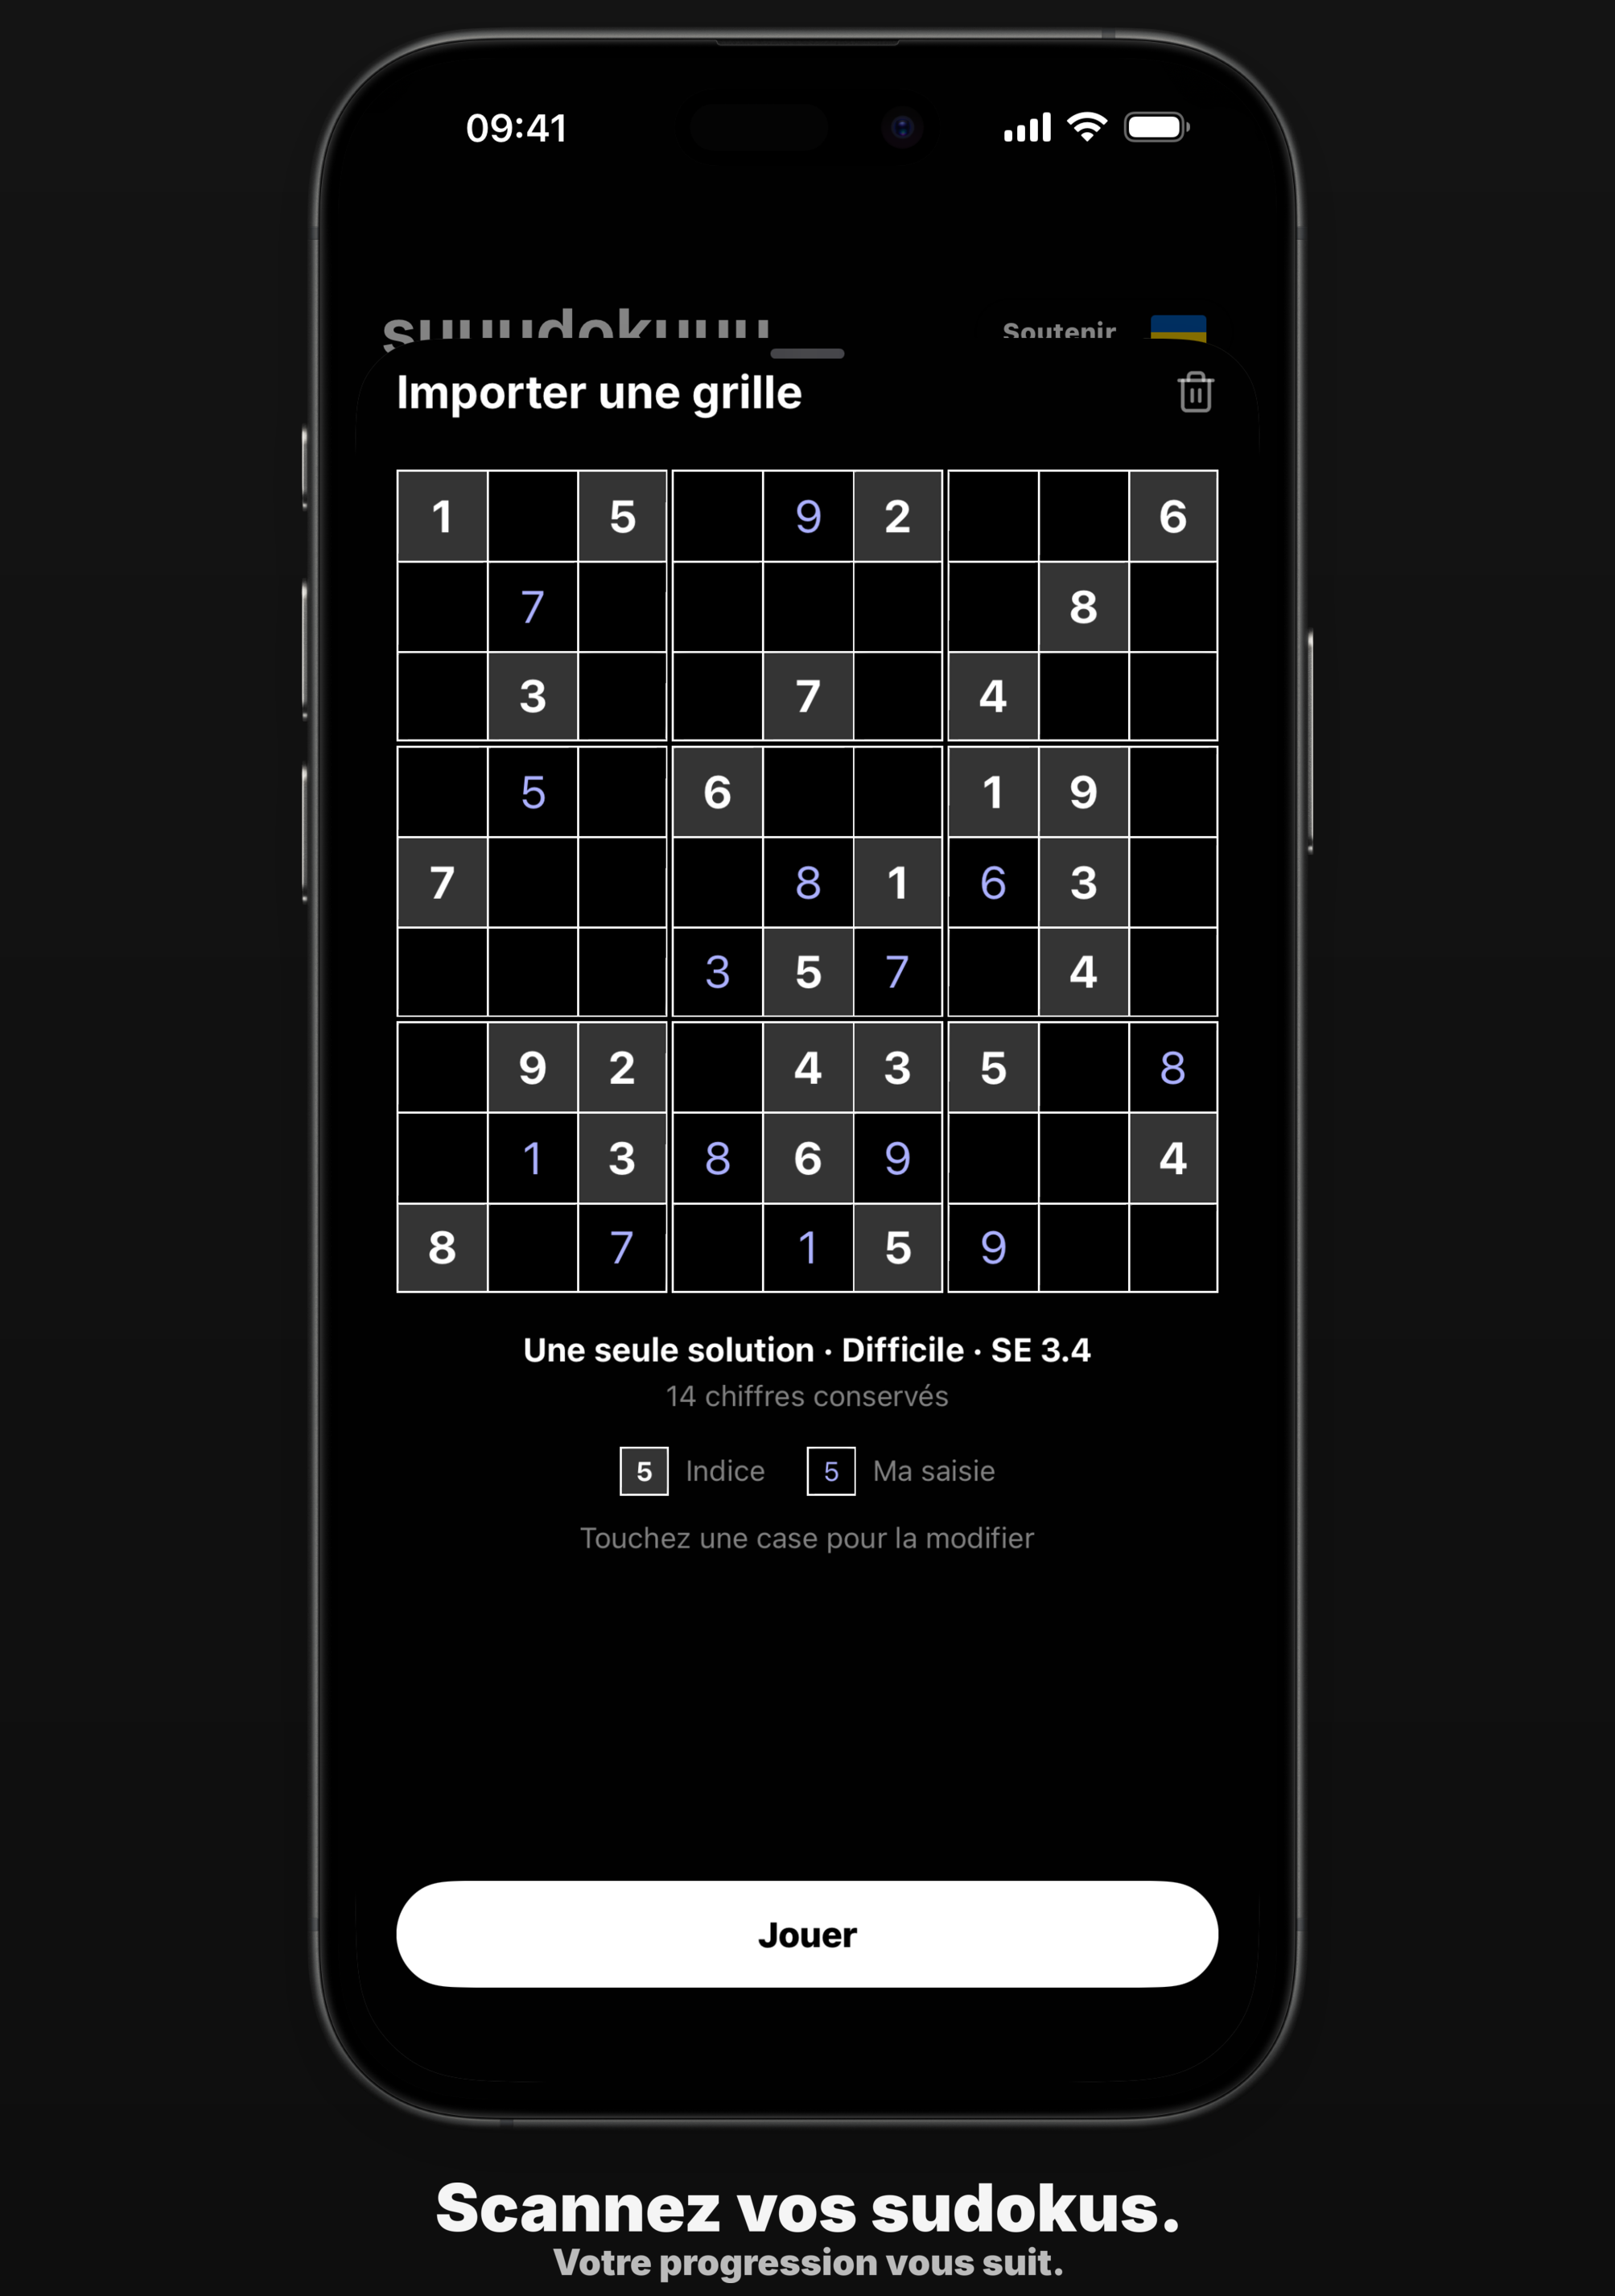 09:41
suuudokuuu Soutenir
Importer une grille
1 5 9 2 6
7 8
3 7 4
5 6 1 9
7 8 1 6 3
3 5 7 4
9 2 4 3 5 8
1 3 8 6 9 4
8 7 1 5 9
Une seule solution · Difficile · SE 3.4
14 chiffres conservés
5 Indice 5 Ma saisie
Touchez une case pour la modifier
Jouer
Scannez vos sudokus.
Votre progression vous suit.